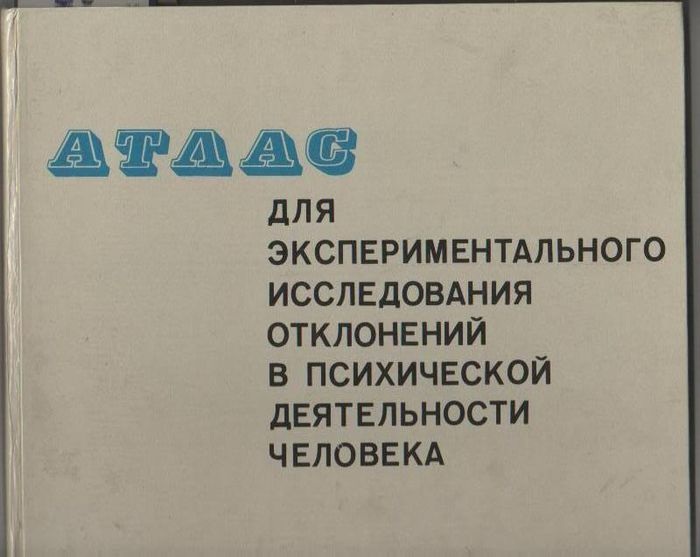 АТЛАС
ДЛЯ
ЭКСПЕРИМЕНТАЛЬНОГО
ИССЛЕДОВАНИЯ
ОТКЛОНЕНИЙ
В ПСИХИЧЕСКОЙ
ДЕЯТЕЛЬНОСТИ
ЧЕЛОВЕКА